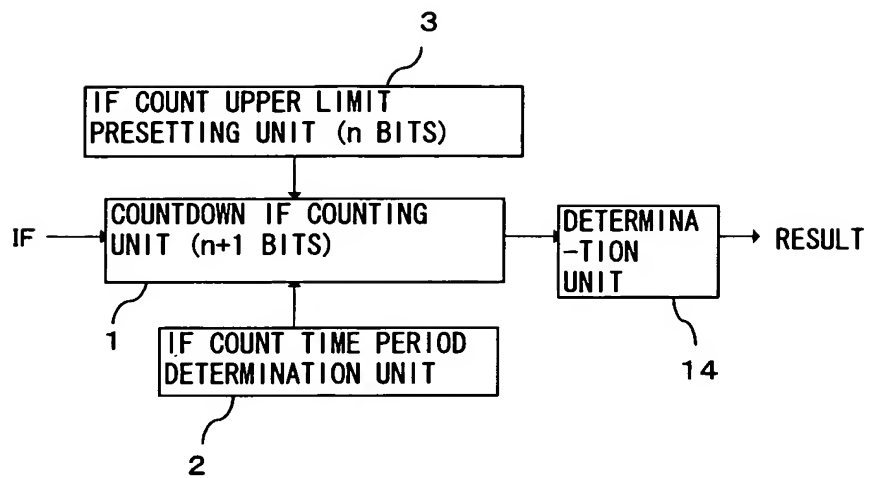 3
IF COUNT UPPER LIMIT
PRESETTING UNIT (n BITS)
IF
COUNTDOWN IF COUNTING
UNIT (n+1 BITS)
DETERMINA
-TION
UNIT
RESULT
1
IF COUNT TIME PERIOD
DETERMINATION UNIT
14
2